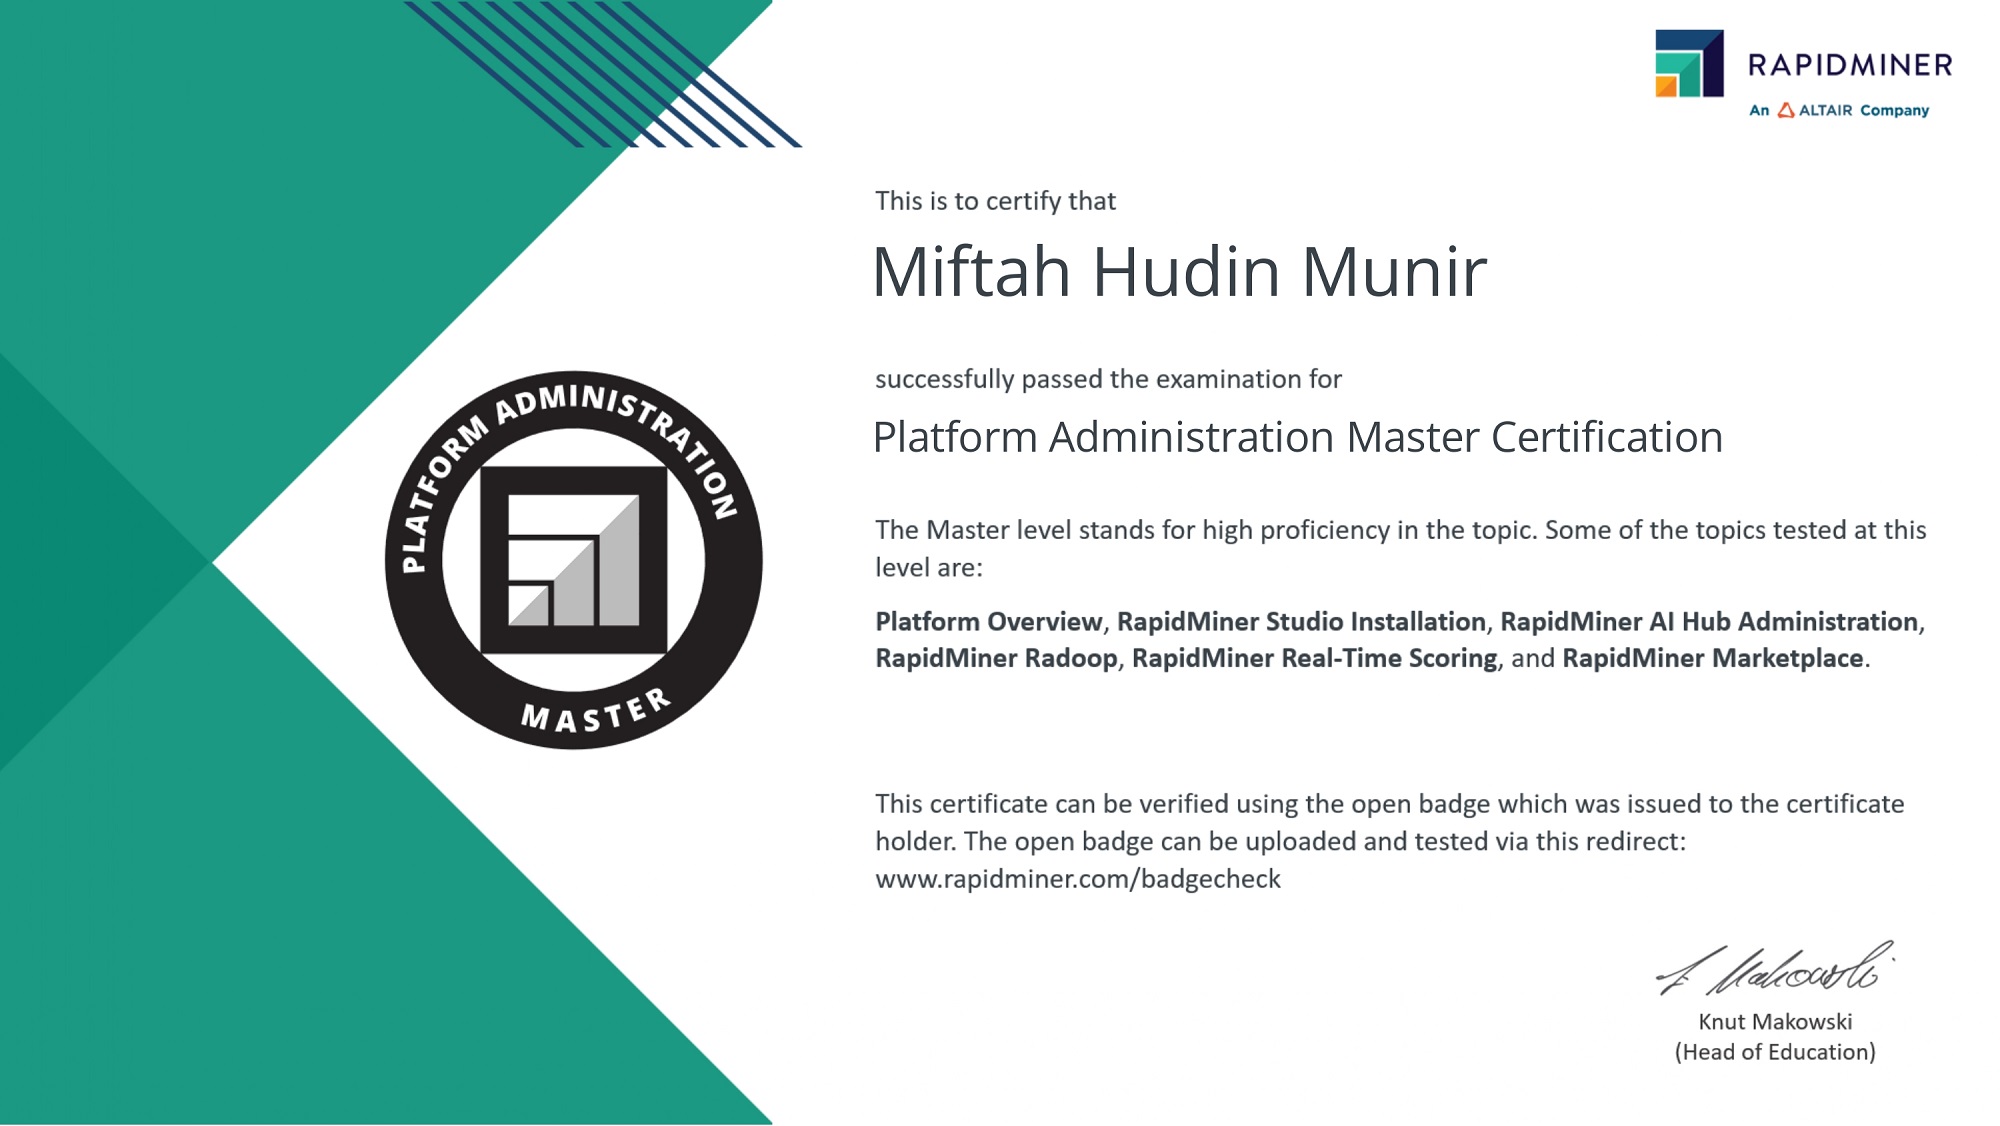 RAPIDMINER
An ALTAIR Company
This is to certify that
Miftah Hudin Munir
successfully passed the examination for
Platform Administration Master Certification
PLATFORM ADMINISTRATION
MASTER
The Master level stands for high proficiency in the topic. Some of the topics tested at this
level are:
Platform Overview, RapidMiner Studio Installation, RapidMiner AI Hub Administration,
RapidMiner Radoop, RapidMiner Real-Time Scoring, and RapidMiner Marketplace.
This certificate can be verified using the open badge which was issued to the certificate
holder. The open badge can be uploaded and tested via this redirect:
www.rapidminer.com/badgecheck
Knut Makowski
(Head of Education)